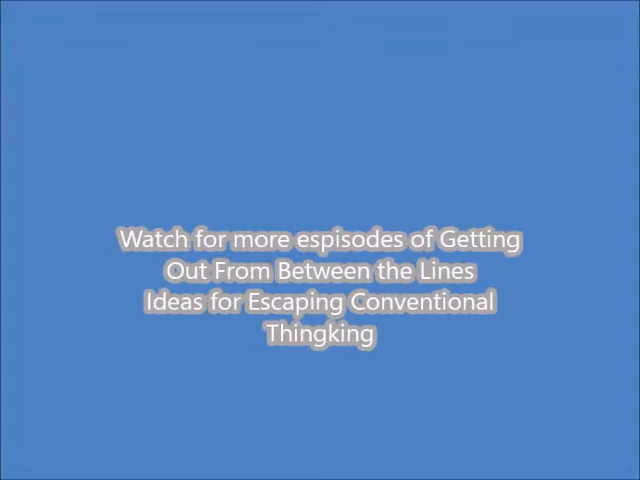 Watch for more espisodes of Getting
Out From Between the Lines
Ideas for Escaping Conventional
Thingking